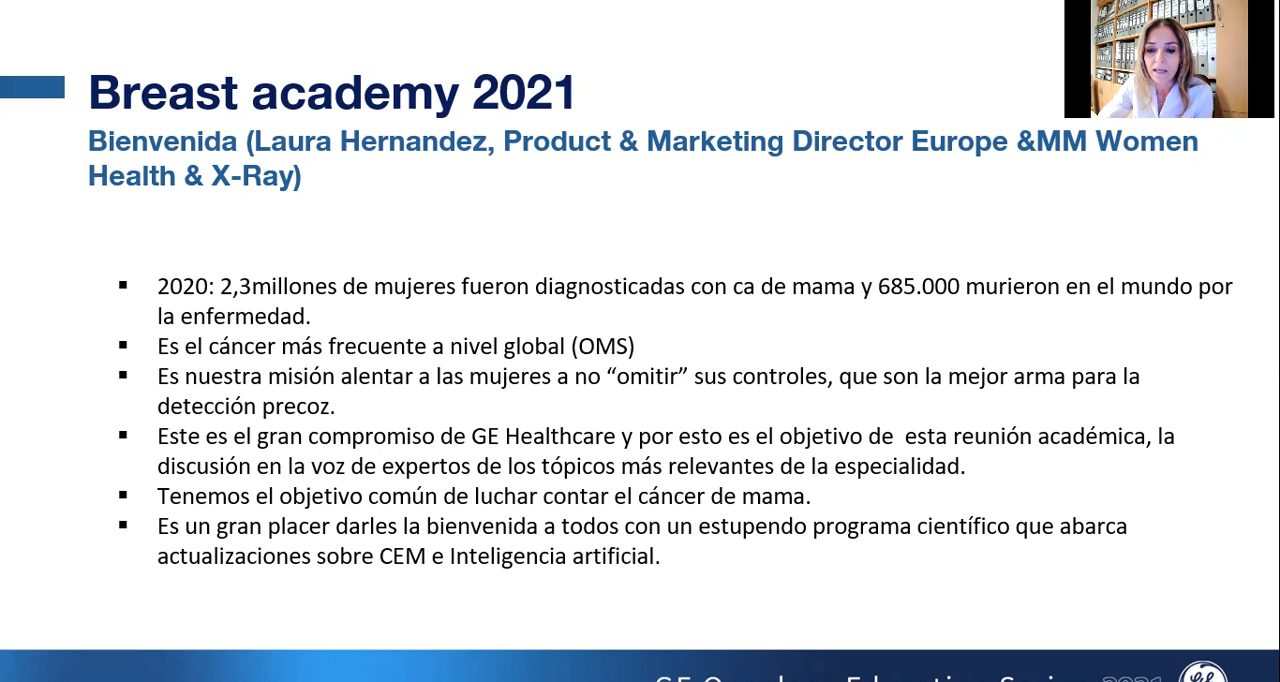 Breast academy 2021
Bienvenida (Laura Hernandez, Product & Marketing Director Europe &MM Women
Health & X-Ray)
▪ 2020: 2,3millones de mujeres fueron diagnosticadas con ca de mama y 685.000 murieron en el mundo por
la enfermedad.
▪ Es el cáncer más frecuente a nivel global (OMS)
▪ Es nuestra misión alentar a las mujeres a no “omitir” sus controles, que son la mejor arma para la
detección precoz.
▪ Este es el gran compromiso de GE Healthcare y por esto es el objetivo de  esta reunión académica, la
discusión en la voz de expertos de los tópicos más relevantes de la especialidad.
▪ Tenemos el objetivo común de luchar contar el cáncer de mama.
▪ Es un gran placer darles la bienvenida a todos con un estupendo programa científico que abarca
actualizaciones sobre CEM e Inteligencia artificial.
GE 2021